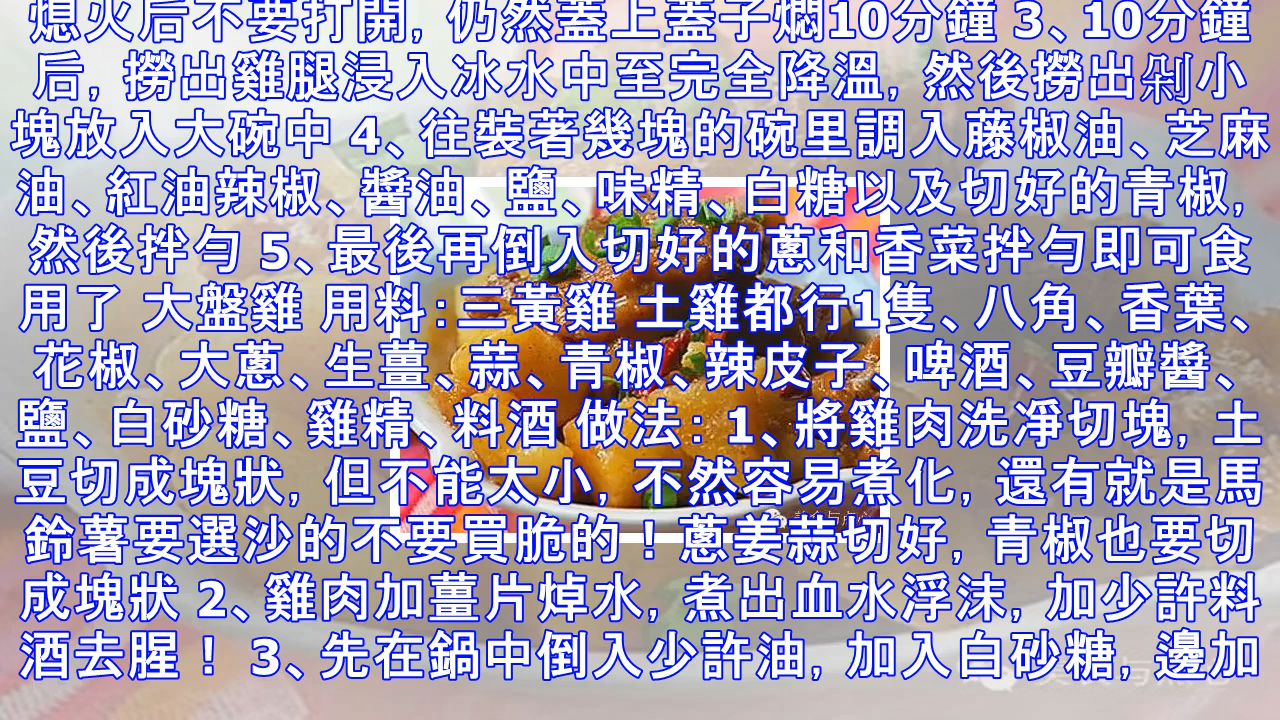 熄火后不要打開, 仍然蓋上蓋子燜10分鐘 3、10分鐘
后, 撈出雞腿浸入冰水中至完全降溫, 然後撈出剁小
塊放入大碗中 4、往裝著幾塊的碗里調入藤椒油、芝麻
油、紅油辣椒、醬油、鹽、味精、白糖以及切好的青椒,
然後拌勻 5、最後再倒入切好的蔥和香菜拌勻即可食
用了 大盤雞 用料:三黃雞 土雞都行1隻、八角、香葉、
花椒、大蔥、生薑、蒜、青椒、辣皮子、啤酒、豆瓣醬、
鹽、白砂糖、雞精、料酒 做法: 1、將雞肉洗凈切塊, 土
豆切成塊狀, 但不能太小, 不然容易煮化, 還有就是馬
鈴薯要選沙的不要買脆的！蔥姜蒜切好, 青椒也要切
成塊狀 2、雞肉加薑片焯水, 煮出血水浮沫, 加少許料
酒去腥！ 3、先在鍋中倒入少許油, 加入白砂糖, 邊加